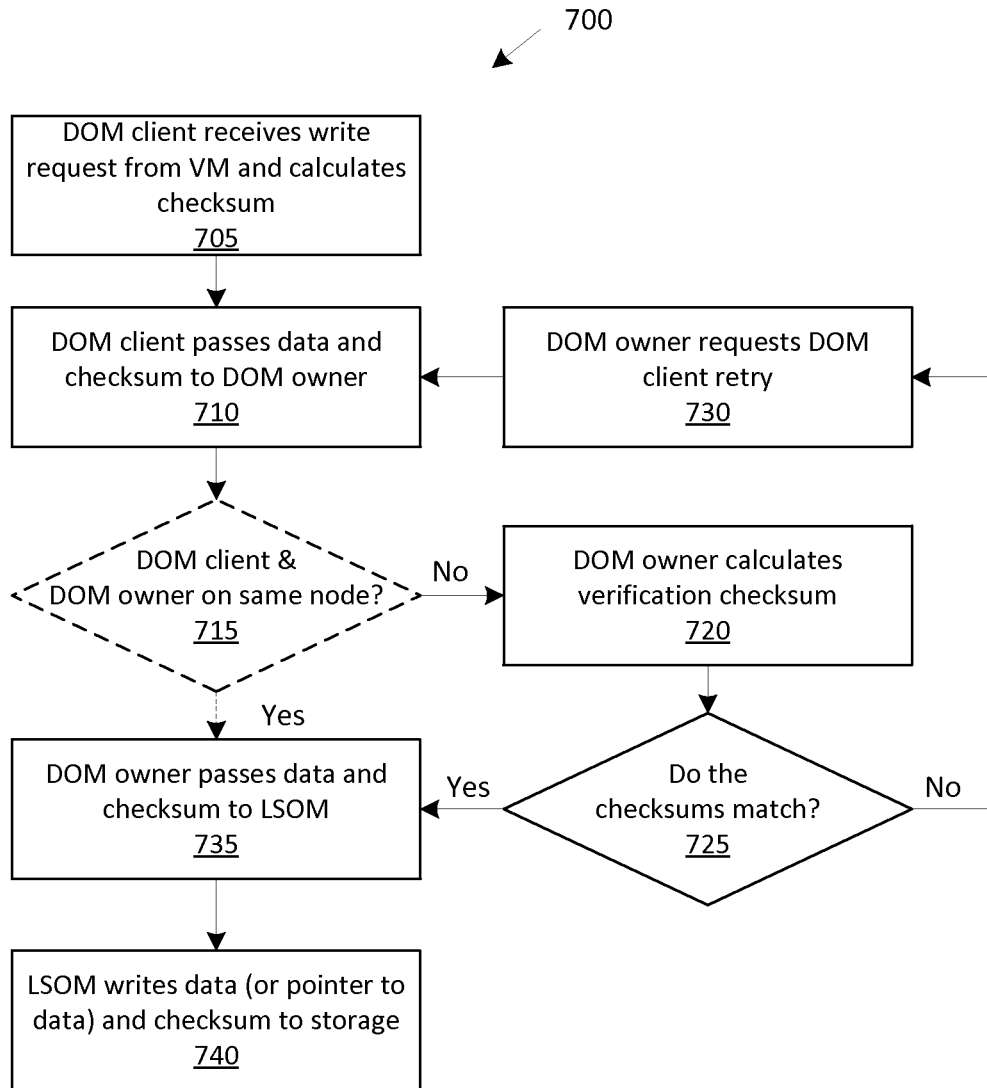 700
DOM client receives write
request from VM and calculates
checksum
705
DOM client passes data and
checksum to DOM owner
710
DOM owner requests DOM
client retry
730
DOM client &
DOM owner on same node?
715
No
DOM owner calculates
verification checksum
720
Yes
DOM owner passes data and
checksum to LSOM
735
Yes
Do the
checksums match?
725
No
LSOM writes data (or pointer to
data) and checksum to storage
740